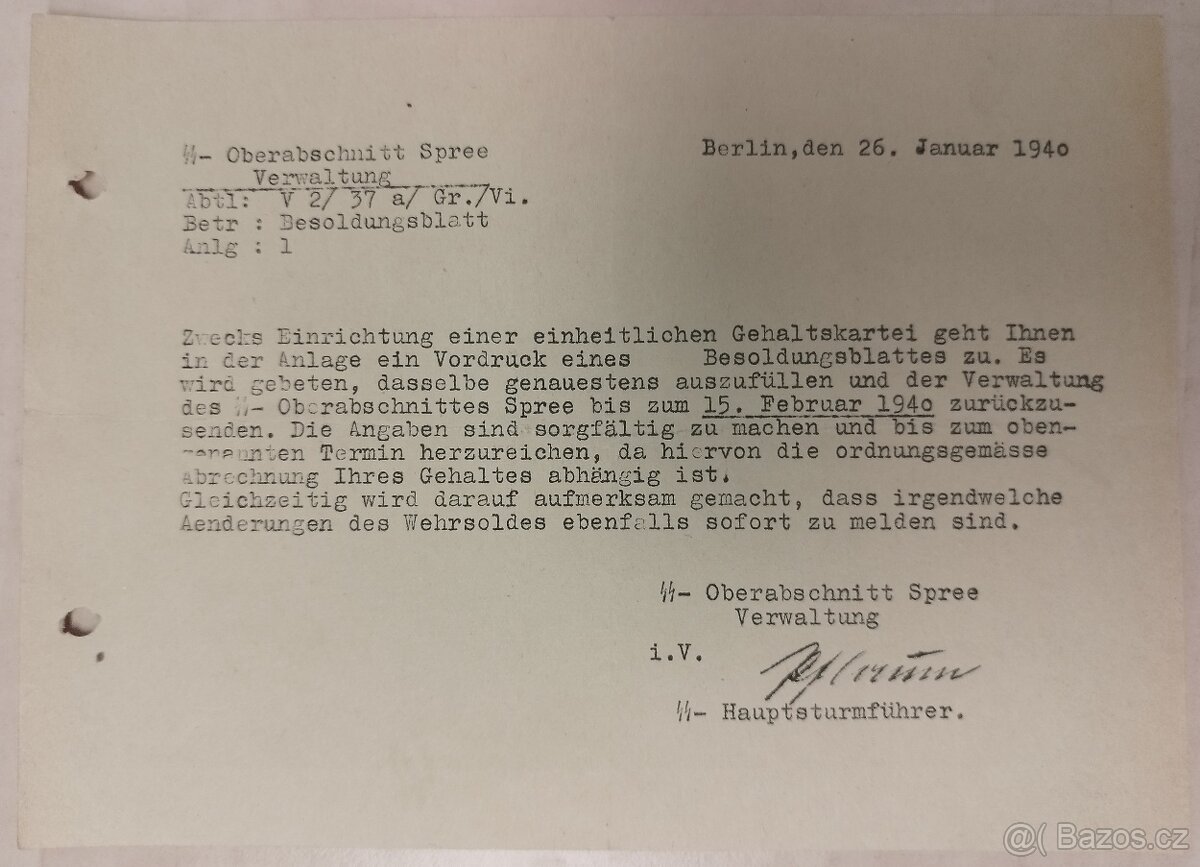 SS- Oberabschnitt Spree
Verwaltung
Berlin,den 26. Januar 1940
Abtl: V 2/ 37 a/ Gr./Vi.
Betr : Besoldungsblatt
Anlg : 1
Zwecks Einrichtung einer einheitlichen Gehaltskartei geht Ihnen
in der Anlage ein Vordruck eines Besoldungsblattes zu. Es
wird gebeten, dasselbe genauestens auszufüllen und der Verwaltung
des SS- Oberabschnittes Spree bis zum 15. Februar 1940 zurückzu-
senden. Die Angaben sind sorgfältig zu machen und bis zum oben-
genannten Termin herzureichen, da hiervon die ordnungsgemässe
Abrechnung Ihres Gehaltes abhängig ist.
Gleichzeitig wird darauf aufmerksam gemacht, dass irgendwelche
Aenderungen des Wehrsoldes ebenfalls sofort zu melden sind.
SS- Oberabschnitt Spree
Verwaltung
i.V.
SS- Hauptsturmführer.
@( Bazos.cz